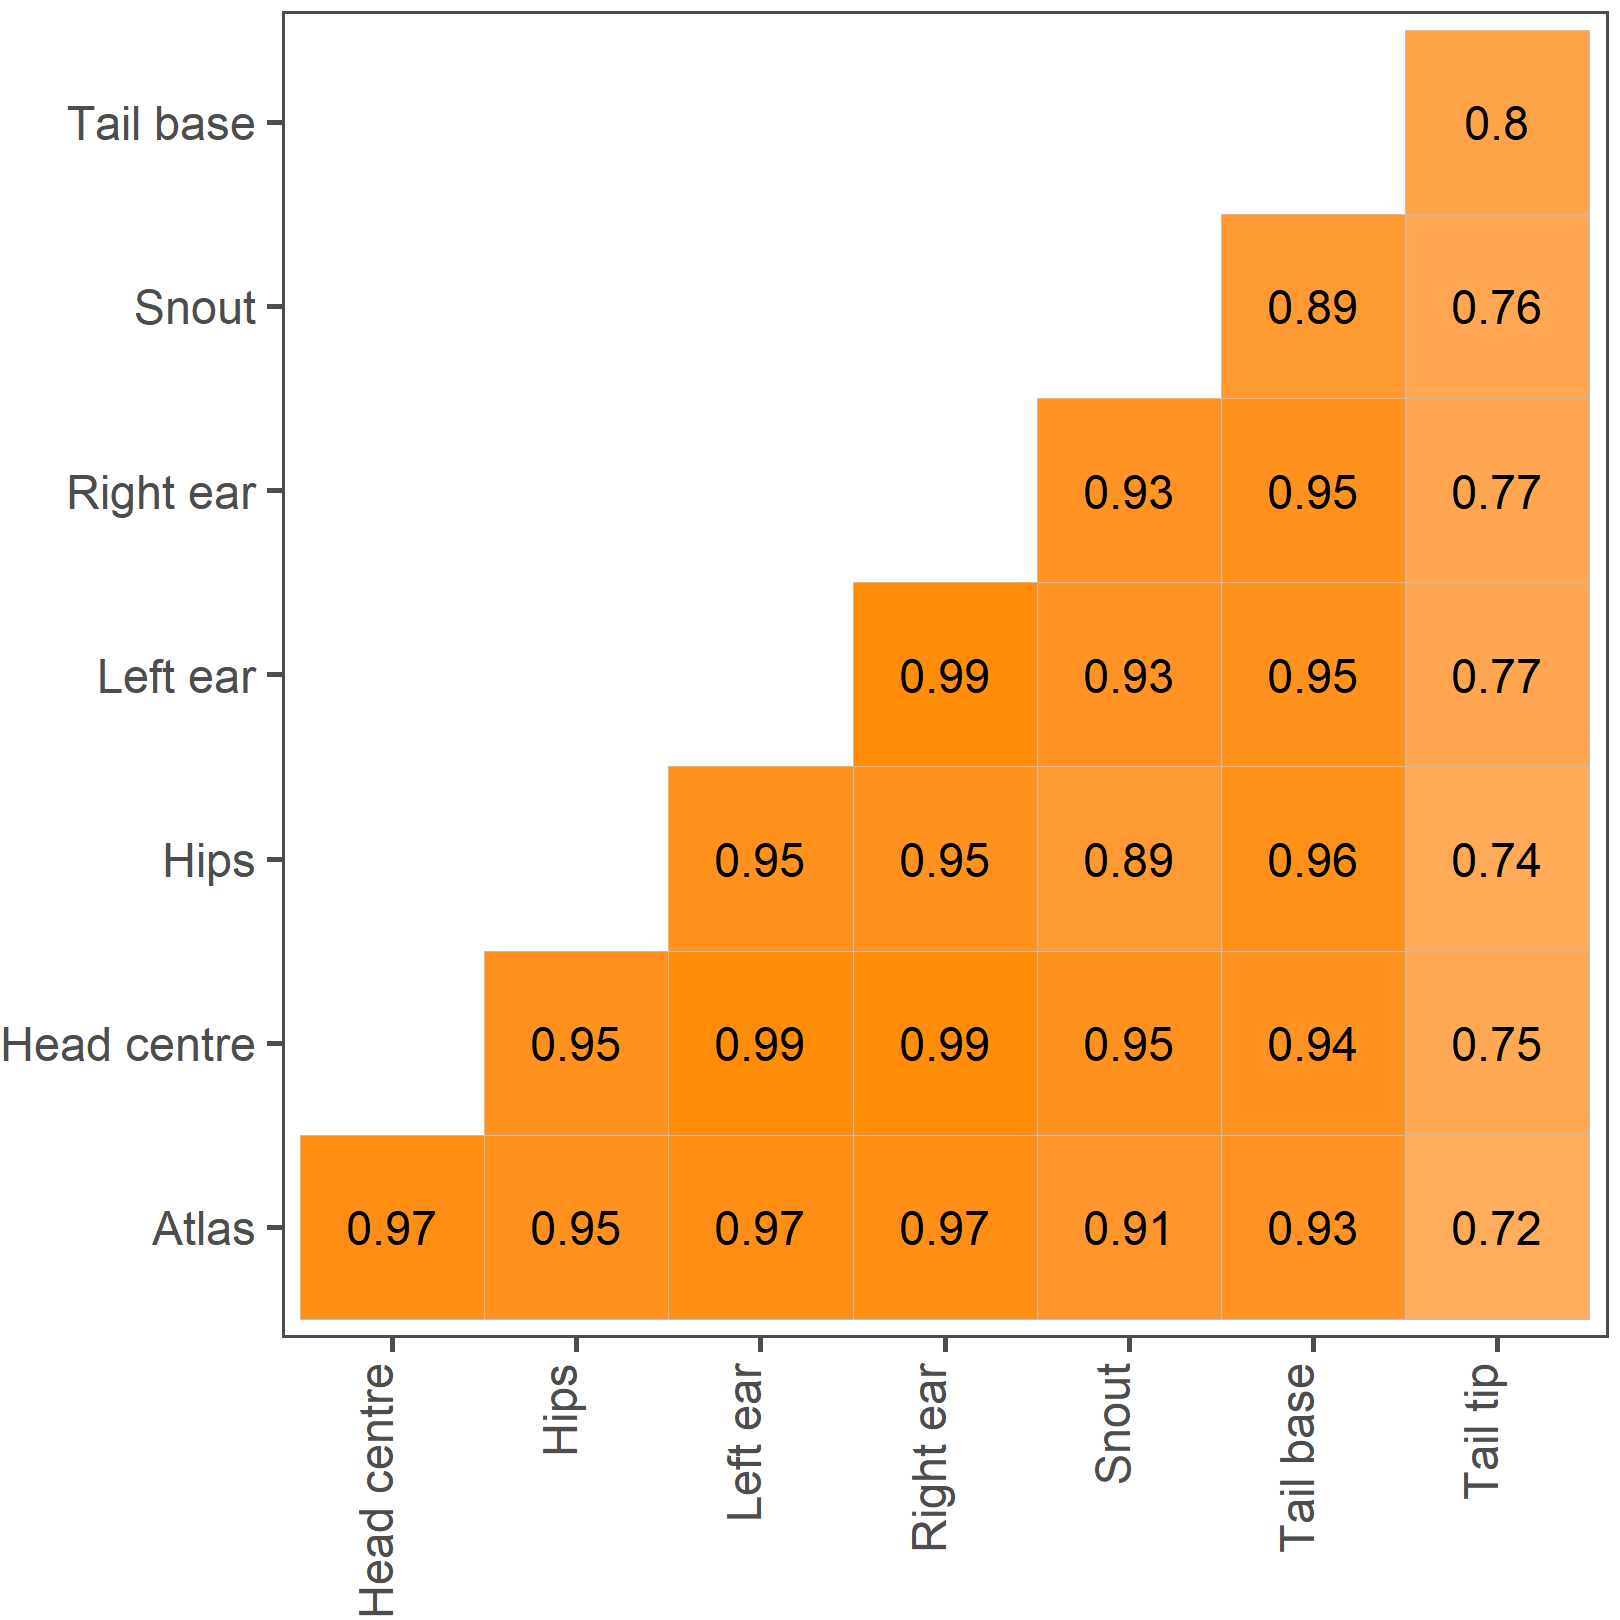 Tail base 0.8
Snout 0.89 0.76
Right ear 0.93 0.95 0.77
Left ear 0.99 0.93 0.95 0.77
Hips 0.95 0.95 0.89 0.96 0.74
Head centre 0.95 0.99 0.99 0.95 0.94 0.75
Atlas 0.97 0.95 0.97 0.97 0.91 0.93 0.72
Head centre
Hips
Left ear
Right ear
Snout
Tail base
Tail tip